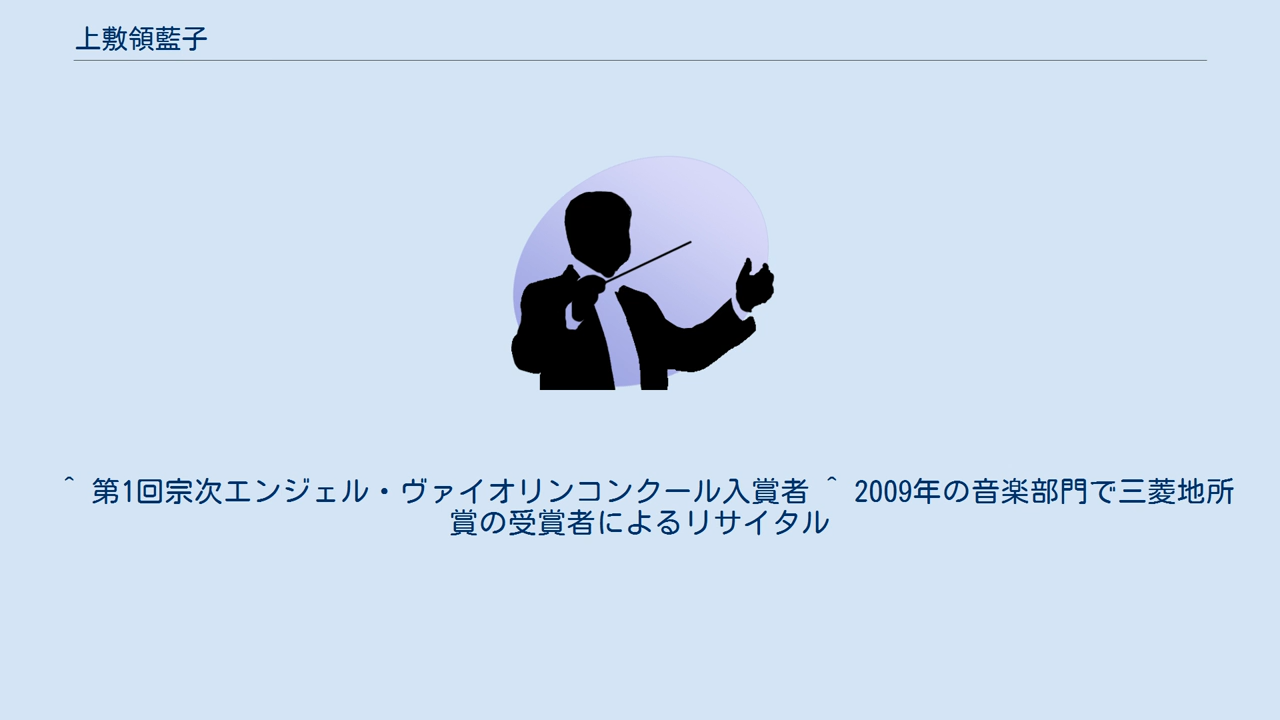 上敷領藍子
^ 第1回宗次エンジェル・ヴァイオリンコンクール入賞者 ^ 2009年の音楽部門で三菱地所
賞の受賞者によるリサイタル